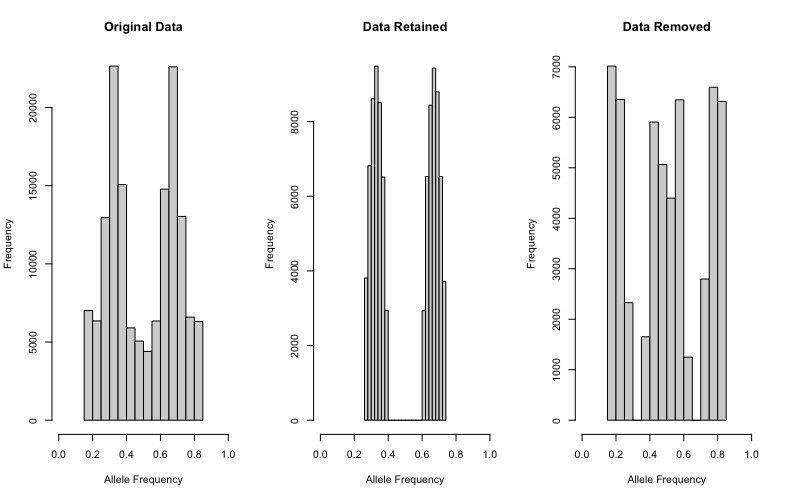 Original Data
Frequency
0
5000
10000
15000
20000
0.0 0.2 0.4 0.6 0.8 1.0
Allele Frequency
Data Retained
Frequency
0
2000
4000
6000
8000
0.0 0.2 0.4 0.6 0.8 1.0
Allele Frequency
Data Removed
Frequency
0
1000
2000
3000
4000
5000
6000
7000
0.0 0.2 0.4 0.6 0.8 1.0
Allele Frequency